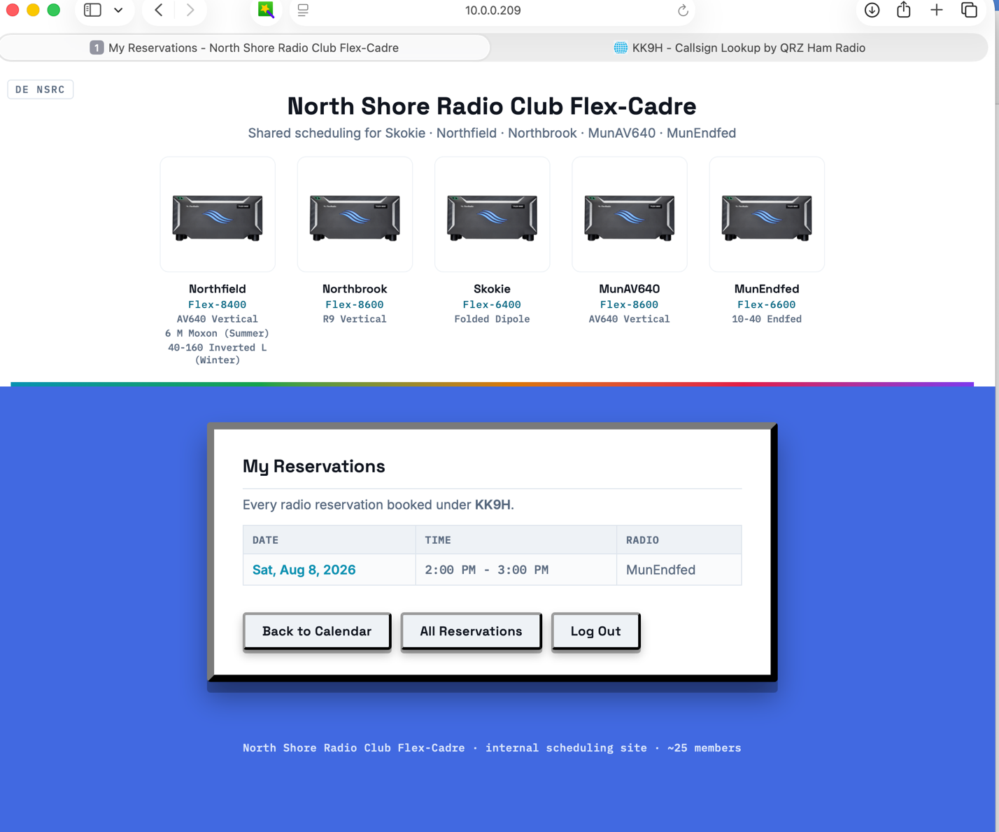 10.0.0.209
1 My Reservations - North Shore Radio Club Flex-Cadre
KK9H - Callsign Lookup by QRZ Ham Radio
DE NSRC
North Shore Radio Club Flex-Cadre
Shared scheduling for Skokie · Northfield · Northbrook · MunAV640 · MunEndfed
Northfield
Flex-8400
AV640 Vertical
6 M Moxon (Summer)
40-160 Inverted L
(Winter)
Northbrook
Flex-8600
R9 Vertical
Skokie
Flex-6400
Folded Dipole
MunAV640
Flex-8600
AV640 Vertical
MunEndfed
Flex-6600
10-40 Endfed
My Reservations
Every radio reservation booked under KK9H.
DATE TIME RADIO
Sat, Aug 8, 2026 2:00 PM - 3:00 PM MunEndfed
Back to Calendar All Reservations Log Out
North Shore Radio Club Flex-Cadre · internal scheduling site · ~25 members